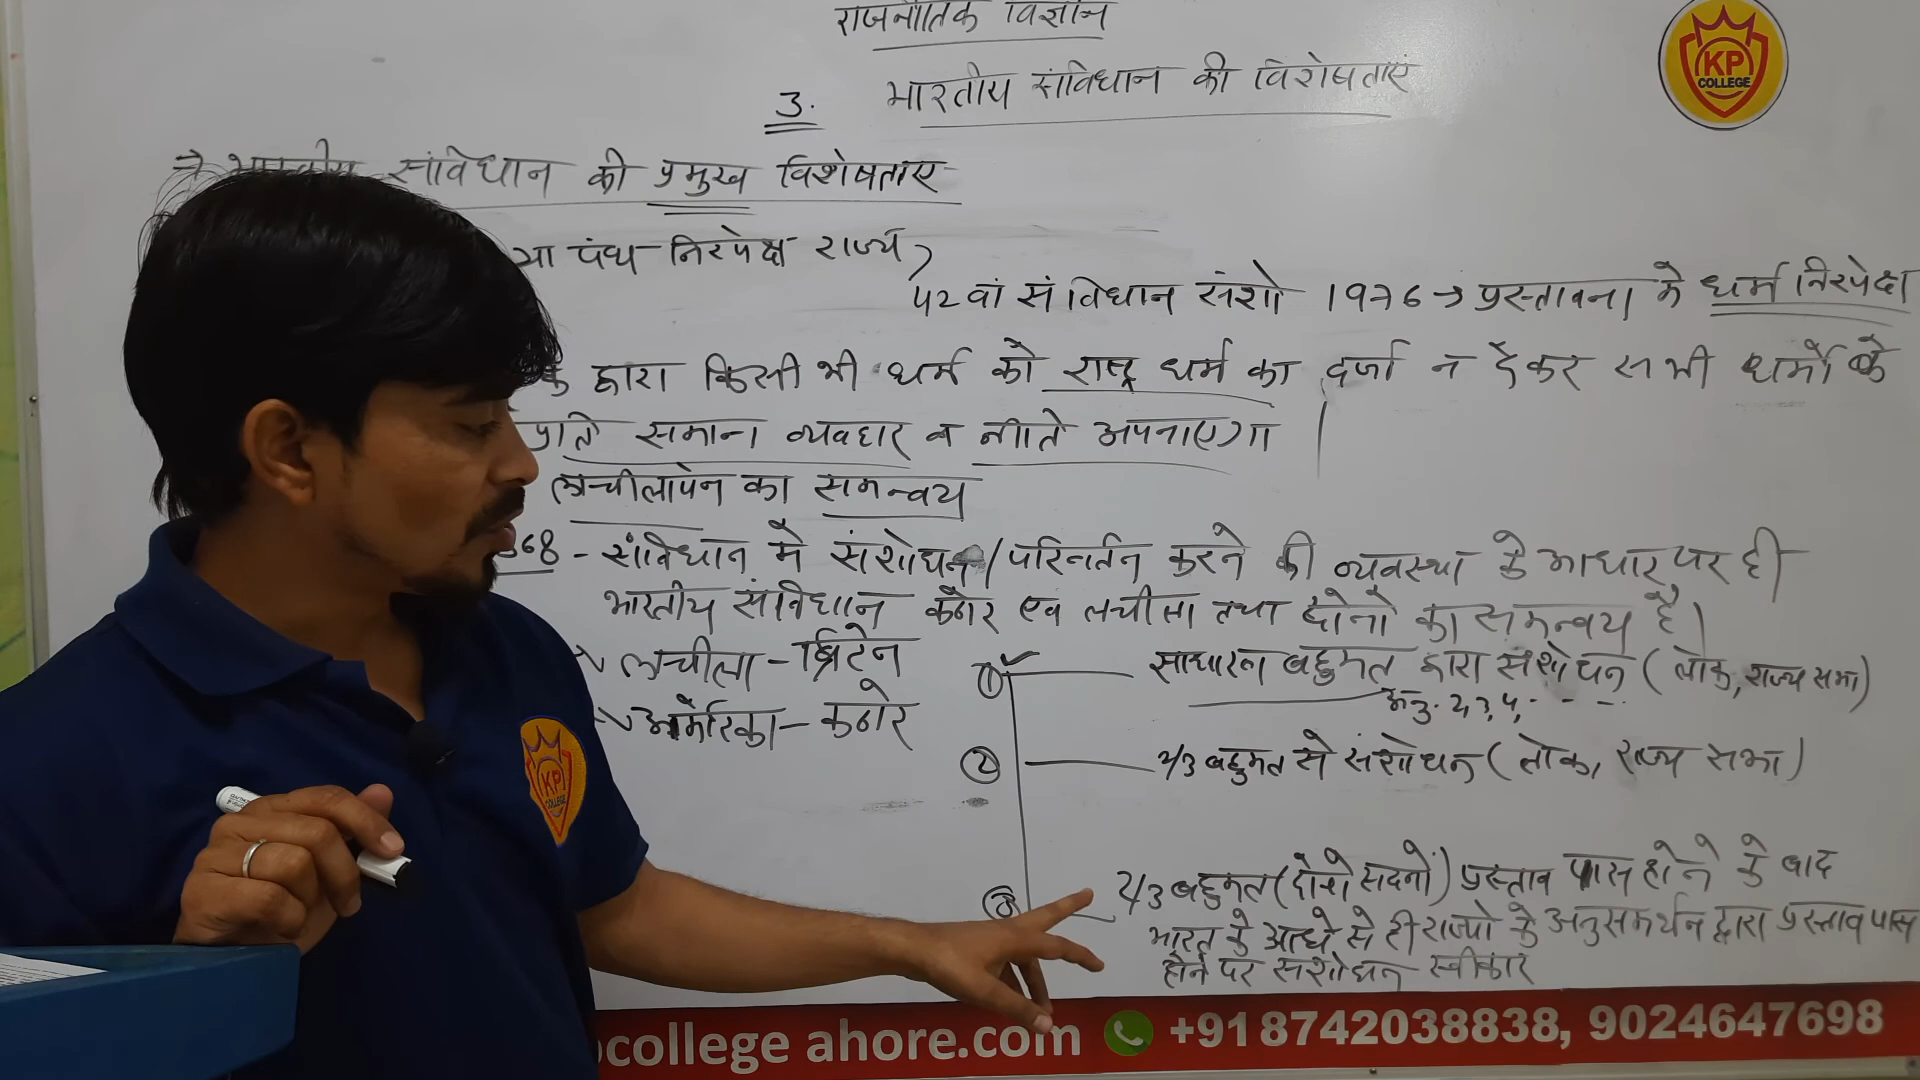 राजनीतिक विज्ञान
3. भारतीय संविधान की विशेषताएं
KP
COLLEGE
→ भारतीय संविधान की प्रमुख विशेषताए
या पंथ-निरपेक्ष राज्य
42 वां संविधान संशो 1976 → प्रस्तावना मे धर्म निरपेक्ष
के द्वारा किसी भी धर्म को राष्ट्र धर्म का दर्जा न देकर सभी धर्मो के
प्रति समान व्यवहार व नीति अपनाएगा
लचीलापन का समन्वय
368 - संविधान मे संशोधन/परिवर्तन करने की व्यवस्था के आधार पर ही
भारतीय संविधान कठोर एवं लचीला तथा दोनो का समन्वय है।
लचीला - ब्रिटेन
अमेरिका - कठोर
① साधारण बहुमत द्वारा संशोधन (लोक, राज्य सभा)
अनु. 2,3,4, - - -
② 2/3 बहुमत से संशोधन (लोक, राज्य सभा)
③ 2/3 बहुमत (दोनो सदनों) प्रस्ताव पास होने के बाद
भारत के आधे से ही राज्यो के अनुसमर्थन द्वारा प्रस्ताव पास
होने पर संशोधन स्वीकार
KP
COLLEGE
pcollege ahore.com +91 8742038838, 9024647698